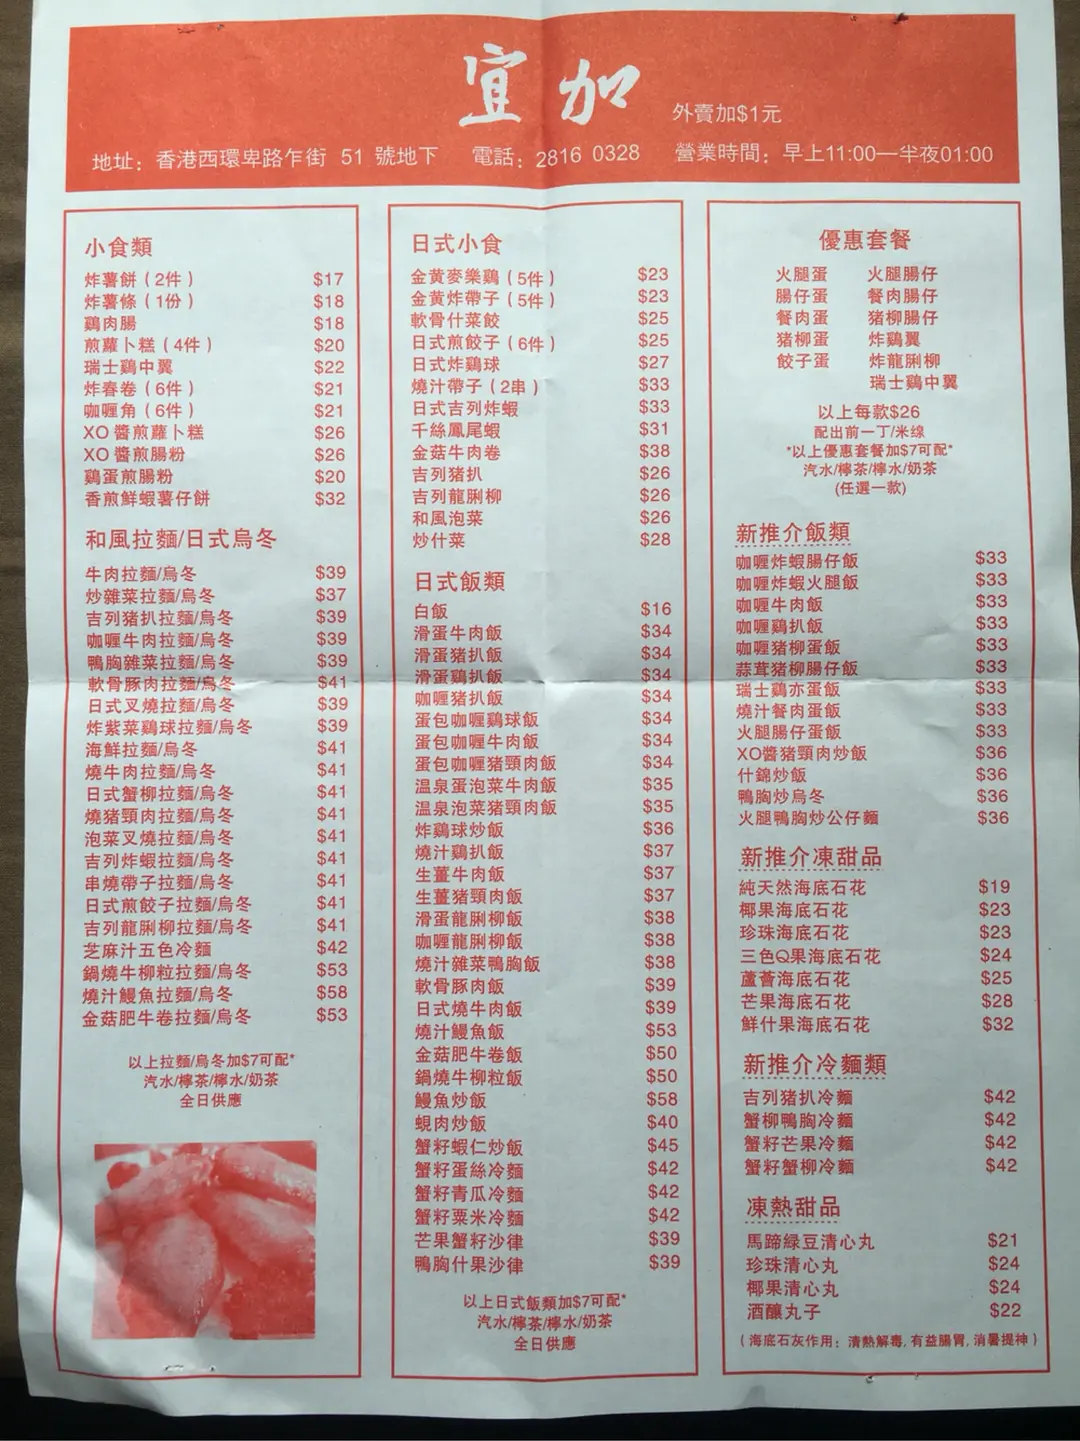 宜加
外賣加$1元
地址：香港西環卑路乍街 51 號地下 電話：2816 0328 營業時間：早上11:00—半夜01:00
小食類
炸薯餅（2件） $17
炸薯條（1份） $18
鷄肉腸 $18
煎蘿卜糕（4件） $20
瑞士鷄中翼 $22
炸春卷（6件） $21
咖喱角（6件） $21
XO 醬煎蘿卜糕 $26
XO 醬煎腸粉 $26
鷄蛋煎腸粉 $20
香煎鮮蝦薯仔餅 $32
和風拉麵/日式烏冬
牛肉拉麵/烏冬 $39
炒雜菜拉麵/烏冬 $37
吉列猪扒拉麵/烏冬 $39
咖喱牛肉拉麵/烏冬 $39
鴨胸雜菜拉麵/烏冬 $39
軟骨豚肉拉麵/烏冬 $41
日式叉燒拉麵/烏冬 $39
炸紫菜鷄球拉麵/烏冬 $39
海鮮拉麵/烏冬 $41
燒牛肉拉麵/烏冬 $41
日式蟹柳拉麵/烏冬 $41
燒猪頸肉拉麵/烏冬 $41
泡菜叉燒拉麵/烏冬 $41
吉列炸蝦拉麵/烏冬 $41
串燒帶子拉麵/烏冬 $41
日式煎餃子拉麵/烏冬 $41
吉列龍脷柳拉麵/烏冬 $41
芝麻汁五色冷麵 $42
鍋燒牛柳粒拉麵/烏冬 $53
燒汁鰻魚拉麵/烏冬 $58
金菇肥牛卷拉麵/烏冬 $53
以上拉麵/烏冬加$7可配*
汽水/檸茶/檸水/奶茶
全日供應
日式小食
金黄麥樂鷄（5件） $23
金黄炸帶子（5件） $23
軟骨什菜餃 $25
日式煎餃子（6件） $25
日式炸鷄球 $27
燒汁帶子（2串） $33
日式吉列炸蝦 $33
千絲鳳尾蝦 $31
金菇牛肉卷 $38
吉列猪扒 $26
吉列龍脷柳 $26
和風泡菜 $26
炒什菜 $28
日式飯類
白飯 $16
滑蛋牛肉飯 $34
滑蛋猪扒飯 $34
滑蛋鷄扒飯 $34
咖喱猪扒飯 $34
蛋包咖喱鷄球飯 $34
蛋包咖喱牛肉飯 $34
蛋包咖喱猪頸肉飯 $34
温泉蛋泡菜牛肉飯 $35
温泉泡菜猪頸肉飯 $35
炸鷄球炒飯 $36
燒汁鷄扒飯 $37
生薑牛肉飯 $37
生薑猪頸肉飯 $37
滑蛋龍脷柳飯 $38
咖喱龍脷柳飯 $38
燒汁雜菜鴨胸飯 $38
軟骨豚肉飯 $39
日式燒牛肉飯 $39
燒汁鰻魚飯 $53
金菇肥牛卷飯 $50
鍋燒牛柳粒飯 $50
鰻魚炒飯 $58
蜆肉炒飯 $40
蟹籽蝦仁炒飯 $45
蟹籽蛋絲冷麵 $42
蟹籽青瓜冷麵 $42
蟹籽粟米冷麵 $42
芒果蟹籽沙律 $39
鴨胸什果沙律 $39
以上日式飯類加$7可配*
汽水/檸茶/檸水/奶茶
全日供應
優惠套餐
火腿蛋 火腿腸仔
腸仔蛋 餐肉腸仔
餐肉蛋 猪柳腸仔
猪柳蛋 炸鷄翼
餃子蛋 炸龍脷柳
瑞士鷄中翼
以上每款$26
配出前一丁/米缐
*以上優惠套餐加$7可配*
汽水/檸茶/檸水/奶茶
(任選一款)
新推介飯類
咖喱炸蝦腸仔飯 $33
咖喱炸蝦火腿飯 $33
咖喱牛肉飯 $33
咖喱鷄扒飯 $33
咖喱猪柳蛋飯 $33
蒜茸猪柳腸仔飯 $33
瑞士鷄亦蛋飯 $33
燒汁餐肉蛋飯 $33
火腿腸仔蛋飯 $33
XO醬猪頸肉炒飯 $36
什錦炒飯 $36
鴨胸炒烏冬 $36
火腿鴨胸炒公仔麵 $36
新推介凍甜品
純天然海底石花 $19
椰果海底石花 $23
珍珠海底石花 $23
三色Q果海底石花 $24
蘆薈海底石花 $25
芒果海底石花 $28
鮮什果海底石花 $32
新推介冷麵類
吉列猪扒冷麵 $42
蟹柳鴨胸冷麵 $42
蟹籽芒果冷麵 $42
蟹籽蟹柳冷麵 $42
凍熱甜品
馬蹄緑豆清心丸 $21
珍珠清心丸 $24
椰果清心丸 $24
酒釀丸子 $22
（海底石灰作用：清熱解毒, 有益腸胃, 消暑提神）